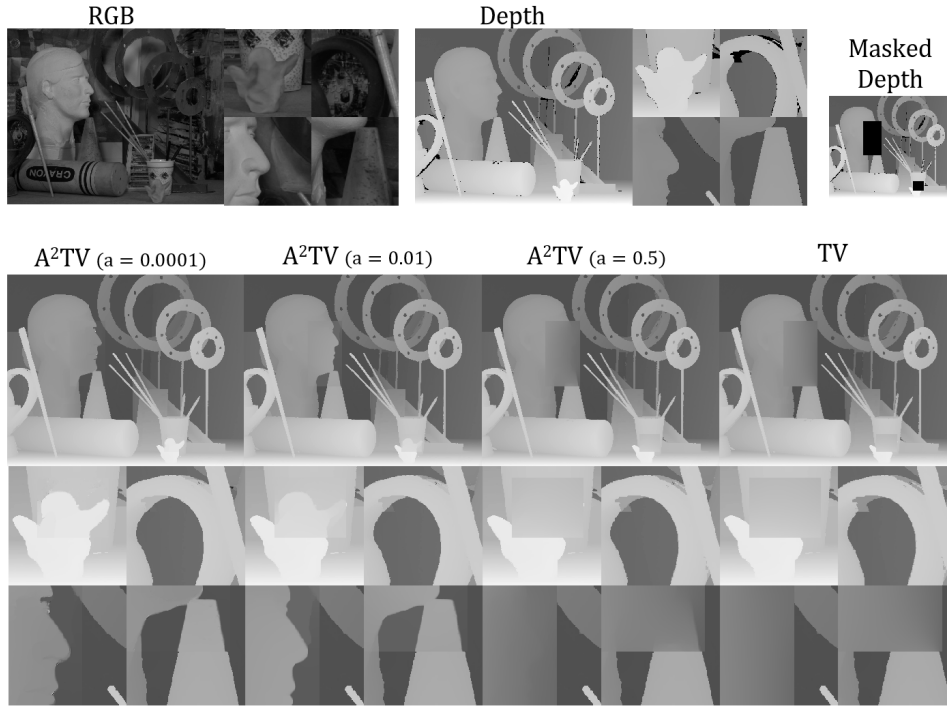 RGB
Depth
Masked
Depth
CRAYON
A²TV (a = 0.0001)
A²TV (a = 0.01)
A²TV (a = 0.5)
TV